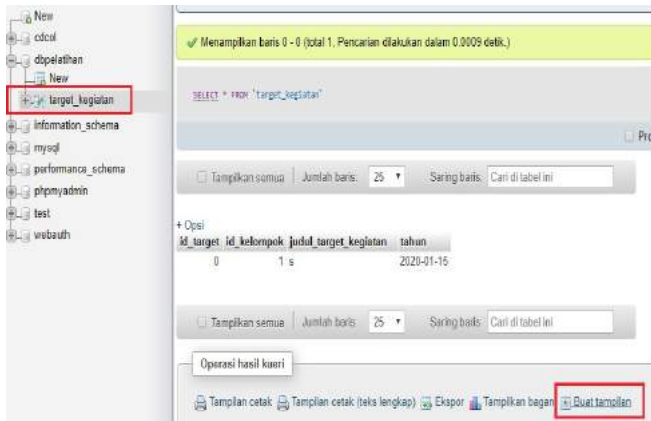 New
cdcol
dbpelatihan
New
target_kegiatan
information_schema
mysql
performance_schema
phpmyadmin
test
webauth
Menampilkan baris 0 - 0 (total 1, Pencarian dilakukan dalam 0.0009 detik.)
SELECT * FROM `target_kegiatan`
Pro
Tampilkan semua Jumlah baris: 25 Saring baris: Cari di tabel ini
+ Opsi
id_target id_kelompok judul_target_kegiatan tahun
0 1 s 2020-01-15
Tampilkan semua Jumlah baris: 25 Saring baris: Cari di tabel ini
Operasi hasil kueri
Tampilan cetak Tampilan cetak (teks lengkap) Ekspor Tampilkan bagan Buat tampilan